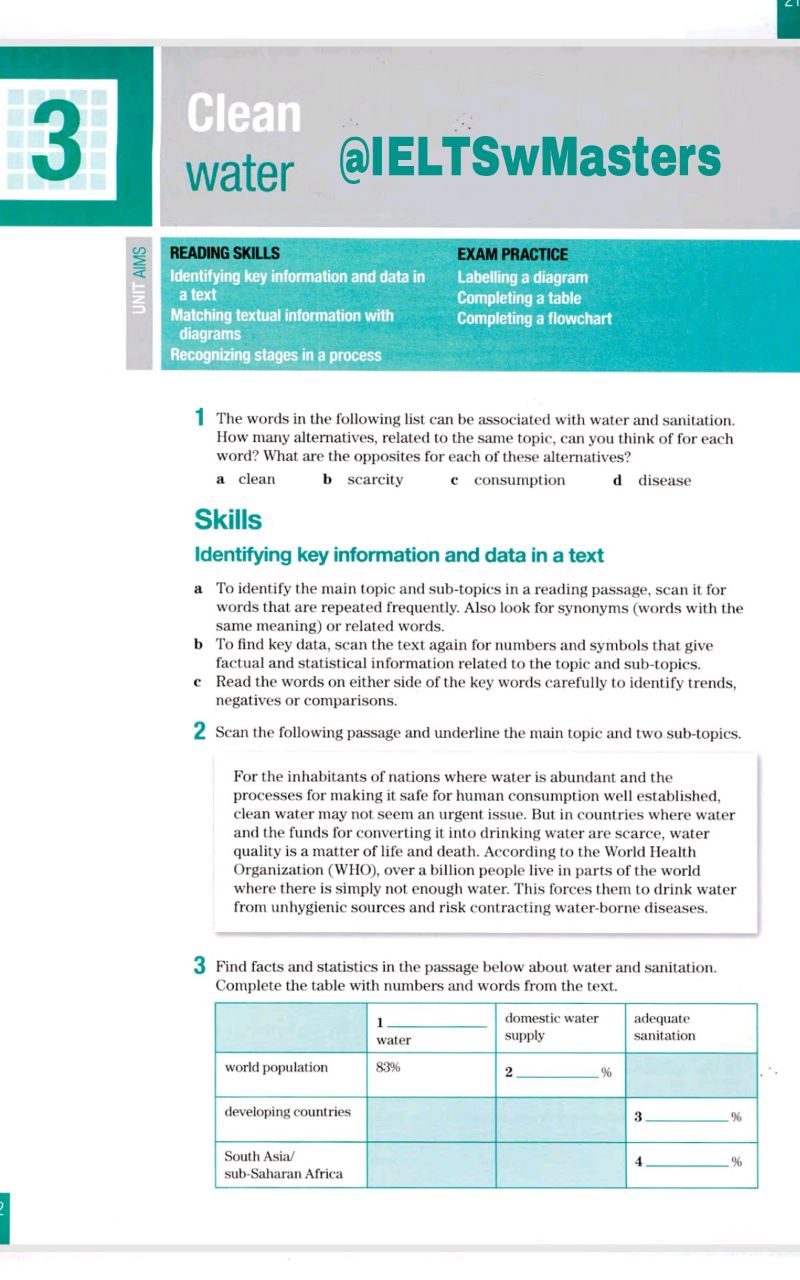 21
3
Clean
water
@IELTSwMasters
UNIT AIMS
READING SKILLS
Identifying key information and data in
a text
Matching textual information with
diagrams
Recognizing stages in a process
EXAM PRACTICE
Labelling a diagram
Completing a table
Completing a flowchart
1 The words in the following list can be associated with water and sanitation.
How many alternatives, related to the same topic, can you think of for each
word? What are the opposites for each of these alternatives?
a clean b scarcity c consumption d disease
Skills
Identifying key information and data in a text
a To identify the main topic and sub-topics in a reading passage, scan it for
words that are repeated frequently. Also look for synonyms (words with the
same meaning) or related words.
b To find key data, scan the text again for numbers and symbols that give
factual and statistical information related to the topic and sub-topics.
c Read the words on either side of the key words carefully to identify trends,
negatives or comparisons.
2 Scan the following passage and underline the main topic and two sub-topics.
For the inhabitants of nations where water is abundant and the
processes for making it safe for human consumption well established,
clean water may not seem an urgent issue. But in countries where water
and the funds for converting it into drinking water are scarce, water
quality is a matter of life and death. According to the World Health
Organization (WHO), over a billion people live in parts of the world
where there is simply not enough water. This forces them to drink water
from unhygienic sources and risk contracting water-borne diseases.
3 Find facts and statistics in the passage below about water and sanitation.
Complete the table with numbers and words from the text.
1 ____________
water
domestic water
supply
adequate
sanitation
world population
83%
2 __________ %
developing countries
3 __________ %
South Asia/
sub-Saharan Africa
4 __________ %
2